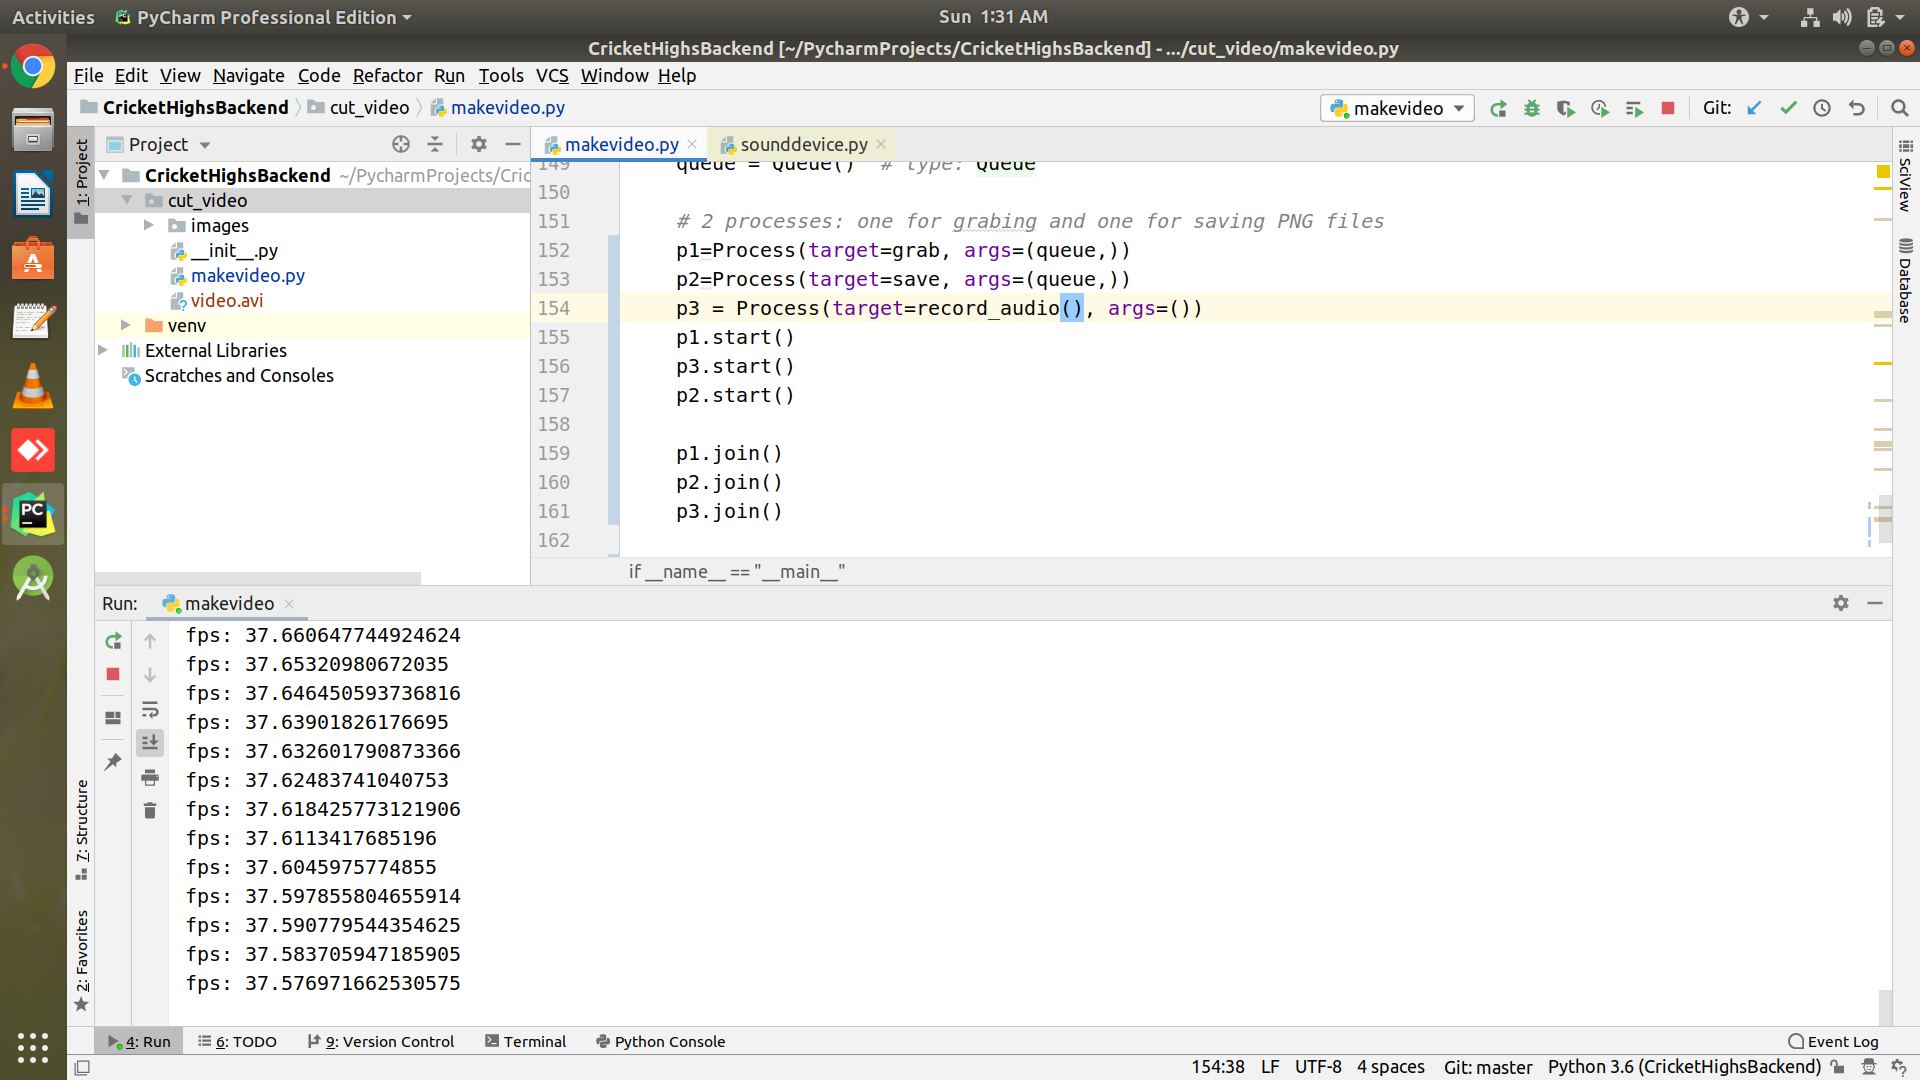 Activities
PyCharm Professional Edition
Sun 1:31 AM
CricketHighsBackend [~/PycharmProjects/CricketHighsBackend] - .../cut_video/makevideo.py
File Edit View Navigate Code Refactor Run Tools VCS Window Help
CricketHighsBackend cut_video makevideo.py
makevideo
Git:
1: Project
Project
CricketHighsBackend ~/PycharmProjects/Cric
cut_video
images
__init__.py
makevideo.py
video.avi
venv
External Libraries
Scratches and Consoles
makevideo.py
sounddevice.py
149 queue = Queue() # type: Queue
150
151 # 2 processes: one for grabing and one for saving PNG files
152 p1=Process(target=grab, args=(queue,))
153 p2=Process(target=save, args=(queue,))
154 p3 = Process(target=record_audio(), args=())
155 p1.start()
156 p3.start()
157 p2.start()
158
159 p1.join()
160 p2.join()
161 p3.join()
162
if __name__ == "__main__"
SciView
Database
Run: makevideo
fps: 37.660647744924624
fps: 37.65320980672035
fps: 37.646450593736816
fps: 37.63901826176695
fps: 37.632601790873366
fps: 37.62483741040753
fps: 37.618425773121906
fps: 37.6113417685196
fps: 37.6045975774855
fps: 37.597855804655914
fps: 37.590779544354625
fps: 37.583705947185905
fps: 37.576971662530575
7: Structure
2: Favorites
PC
4: Run 6: TODO 9: Version Control Terminal Python Console
Event Log
154:38 LF UTF-8 4 spaces Git: master Python 3.6 (CricketHighsBackend)